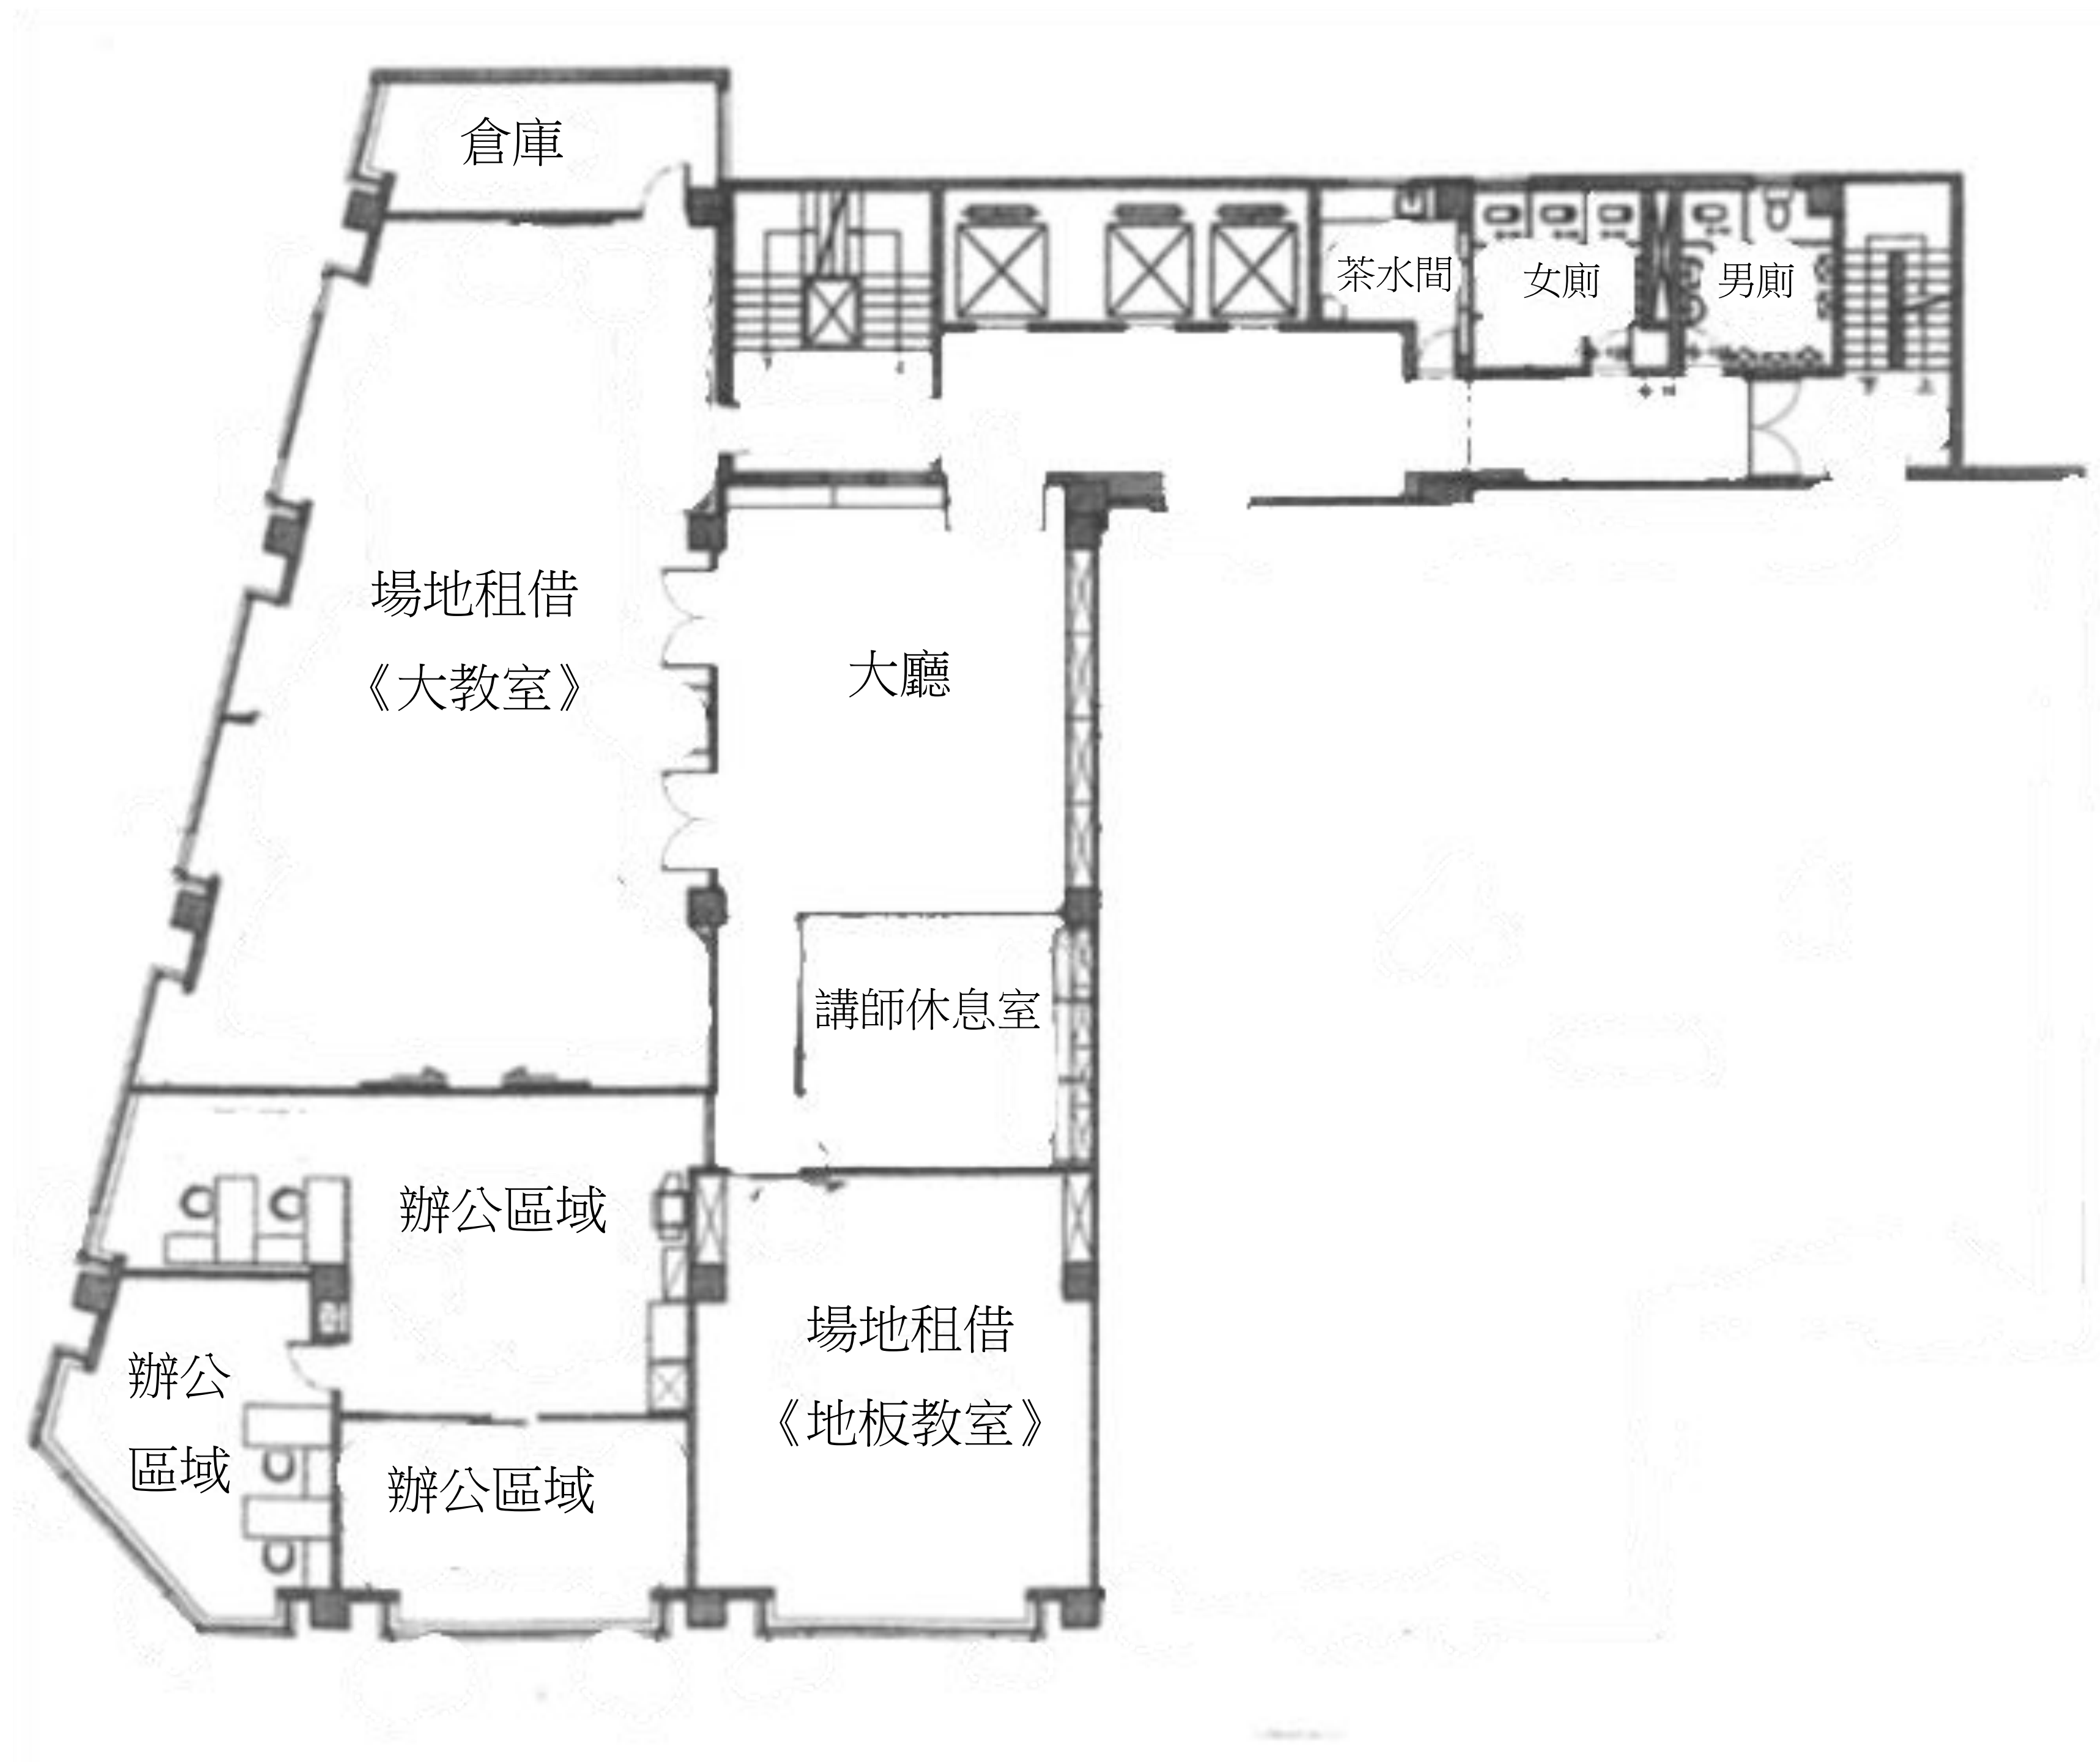 倉庫
茶水間
女廁
男廁
場地租借
《大教室》
大廳
講師休息室
辦公區域
場地租借
《地板教室》
辦公
區域
辦公區域